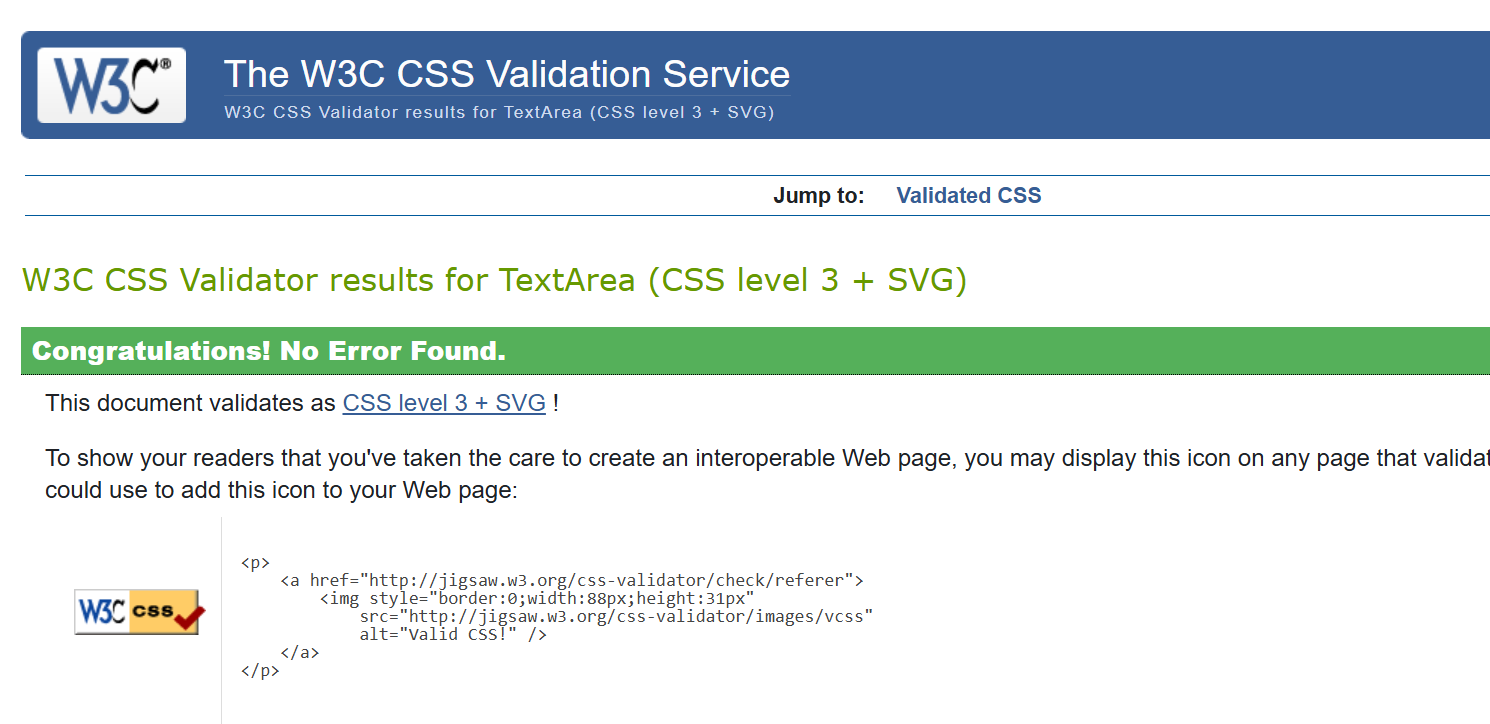 W3C®
The W3C CSS Validation Service
W3C CSS Validator results for TextArea (CSS level 3 + SVG)
Jump to: Validated CSS
W3C CSS Validator results for TextArea (CSS level 3 + SVG)
Congratulations! No Error Found.
This document validates as CSS level 3 + SVG !
To show your readers that you've taken the care to create an interoperable Web page, you may display this icon on any page that validat
could use to add this icon to your Web page:
W3C css
<p>
    <a href="http://jigsaw.w3.org/css-validator/check/referer">
        <img style="border:0;width:88px;height:31px"
            src="http://jigsaw.w3.org/css-validator/images/vcss"
            alt="Valid CSS!" />
    </a>
</p>